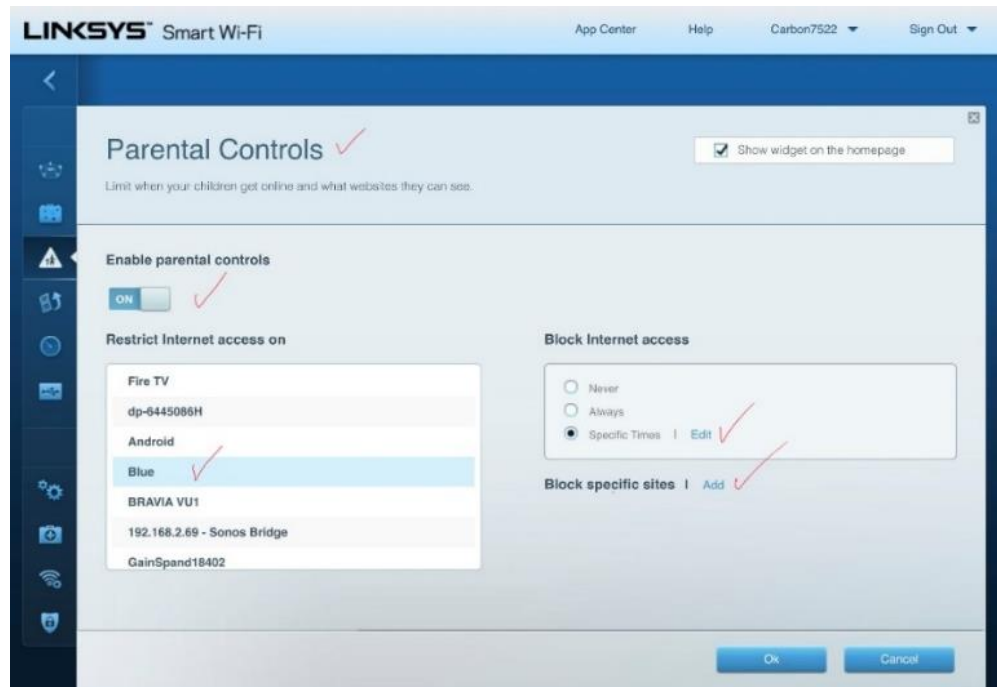 LINKSYS™ Smart Wi-Fi
App Center Help Carbon7522 Sign Out
Parental Controls
Show widget on the homepage
Limit when your children get online and what websites they can see.
Enable parental controls
ON
Restrict Internet access on
Block Internet access
Fire TV
dp-6445086H
Android
Blue
BRAVIA VU1
192.168.2.69 - Sonos Bridge
GainSpand18402
Never
Always
Specific Times | Edit
Block specific sites | Add
Ok Cancel